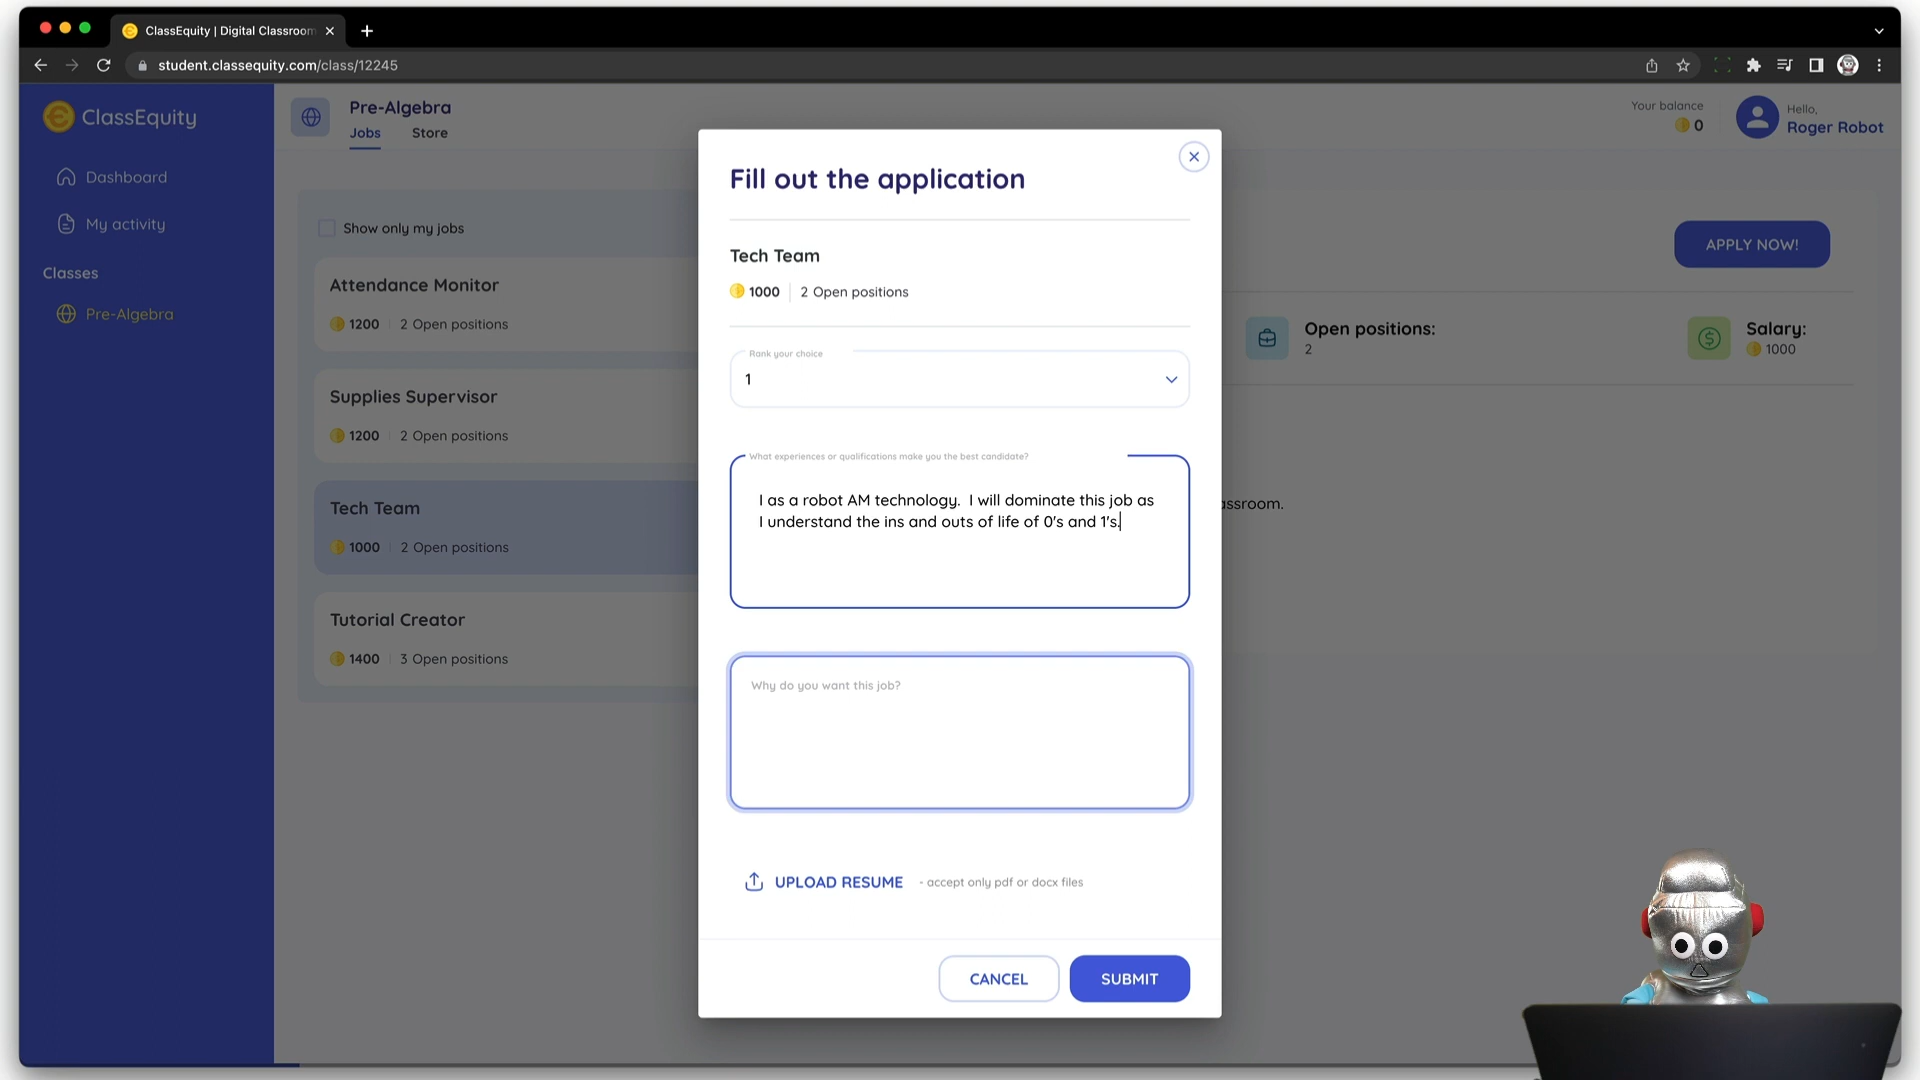 ClassEquity | Digital Classroom
student.classequity.com/class/12245
ClassEquity
Dashboard
My activity
Classes
Pre-Algebra
Pre-Algebra
Jobs
Store
Your balance
0
Hello,
Roger Robot
Show only my jobs
Attendance Monitor
1200
2 Open positions
Supplies Supervisor
1200
2 Open positions
Tech Team
1000
2 Open positions
Tutorial Creator
1400
3 Open positions
APPLY NOW!
Open positions:
2
Salary:
1000
assroom.
Fill out the application
Tech Team
1000
2 Open positions
Rank your choice
1
What experiences or qualifications make you the best candidate?
I as a robot AM technology.  I will dominate this job as
I understand the ins and outs of life of 0's and 1's.
Why do you want this job?
UPLOAD RESUME
- accept only pdf or docx files
CANCEL
SUBMIT